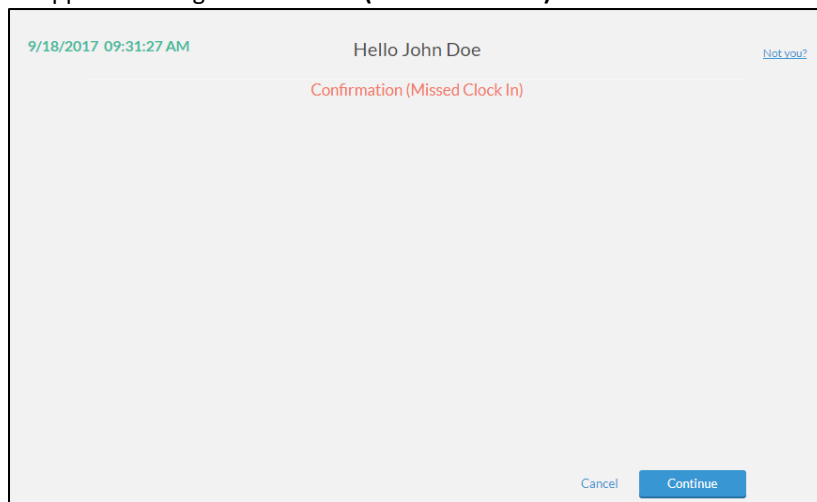 9/18/2017 09:31:27 AM
Hello John Doe
Not you?
Confirmation (Missed Clock In)
Cancel
Continue